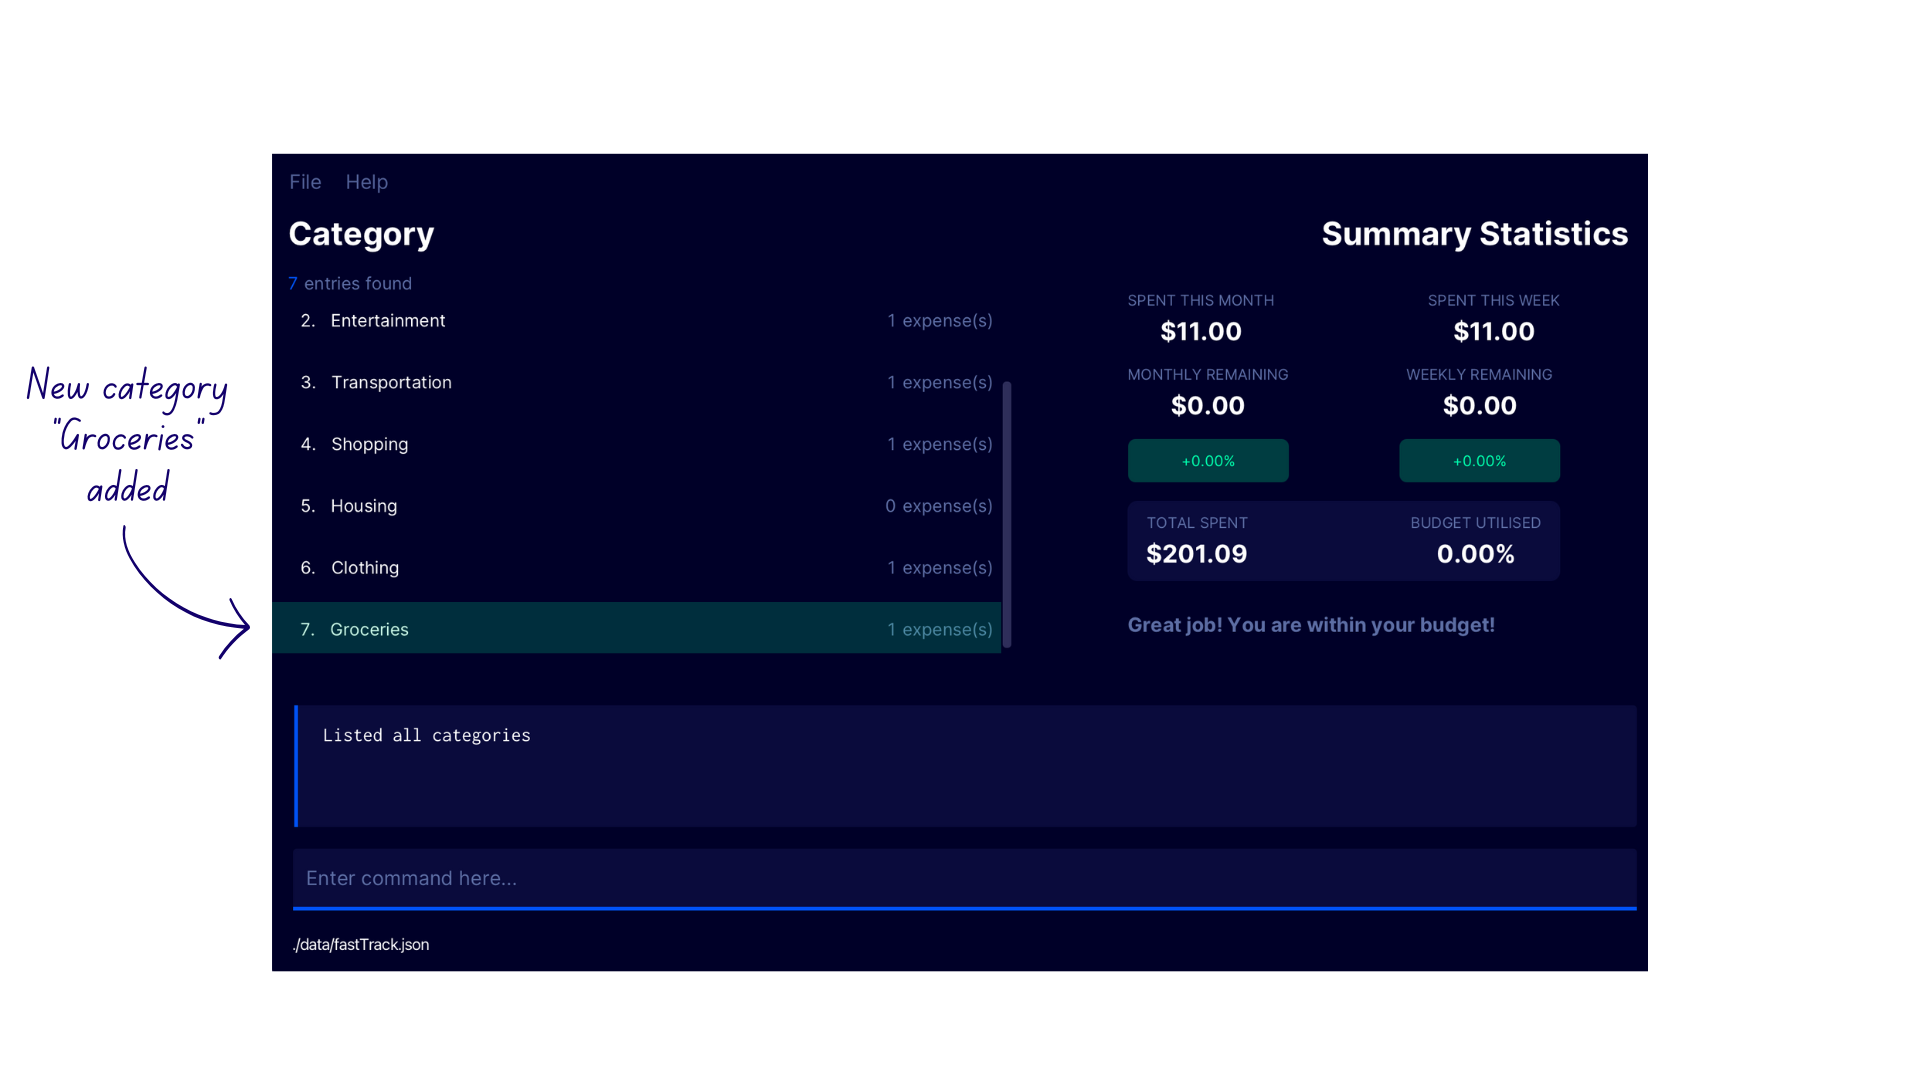 File Help
Category
Summary Statistics
7 entries found
2. Entertainment 1 expense(s)
3. Transportation 1 expense(s)
4. Shopping 1 expense(s)
5. Housing 0 expense(s)
6. Clothing 1 expense(s)
7. Groceries 1 expense(s)
SPENT THIS MONTH SPENT THIS WEEK
$11.00 $11.00
MONTHLY REMAINING WEEKLY REMAINING
$0.00 $0.00
+0.00% +0.00%
TOTAL SPENT BUDGET UTILISED
$201.09 0.00%
Great job! You are within your budget!
New category
"Groceries"
added
Listed all categories
Enter command here...
./data/fastTrack.json